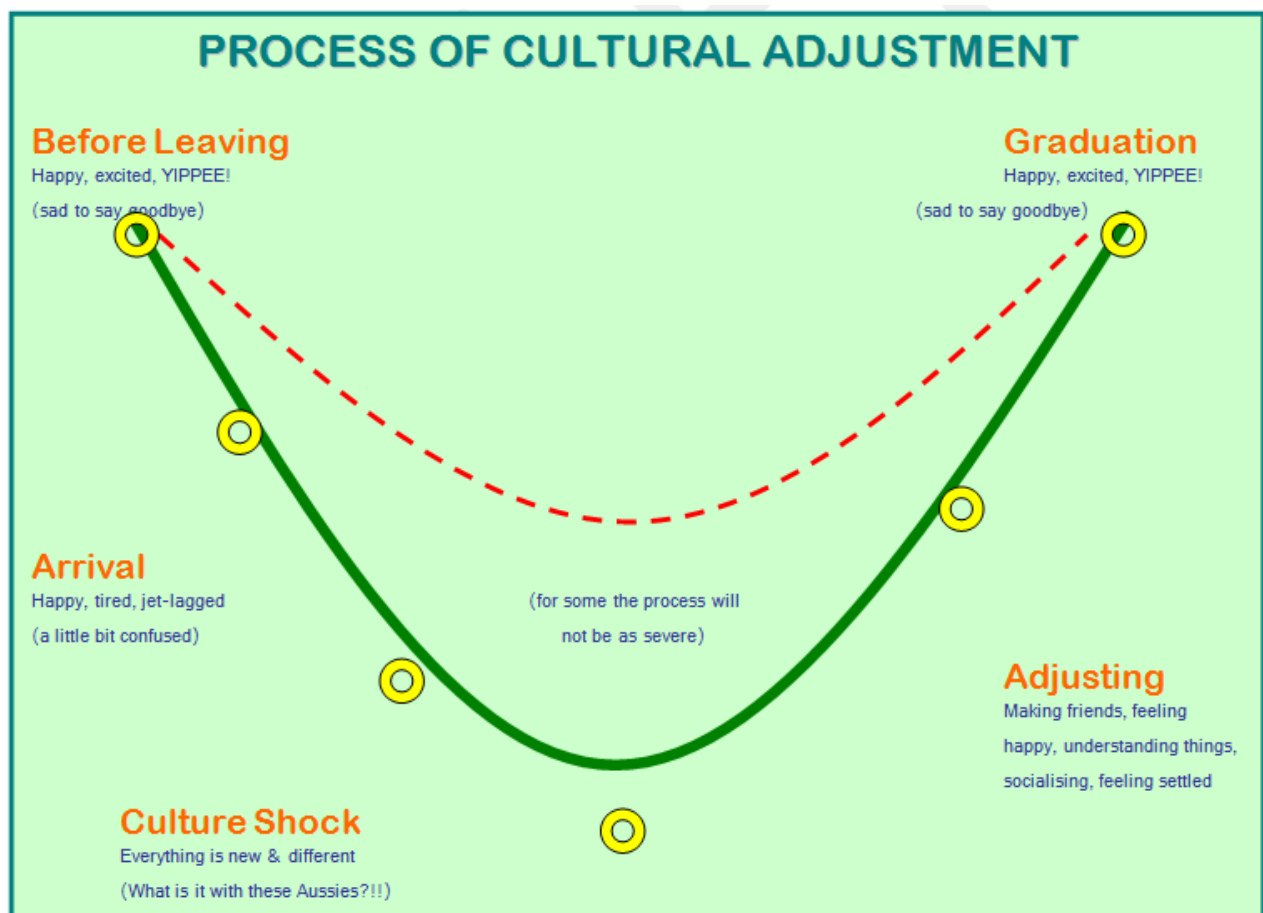 PROCESS OF CULTURAL ADJUSTMENT
Before Leaving
Happy, excited, YIPPEE!
(sad to say goodbye)
Graduation
Happy, excited, YIPPEE!
(sad to say goodbye)
Arrival
Happy, tired, jet-lagged
(a little bit confused)
(for some the process will
not be as severe)
Adjusting
Making friends, feeling
happy, understanding things,
socialising, feeling settled
Culture Shock
Everything is new & different
(What is it with these Aussies?!!)